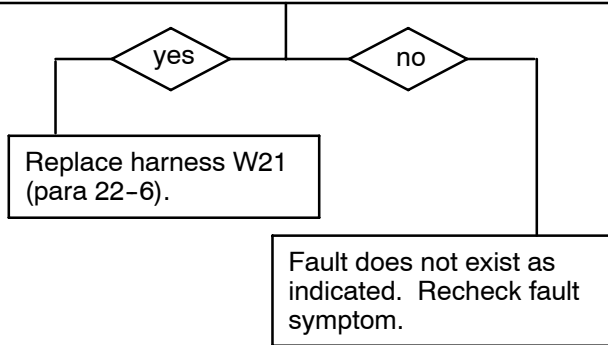 yes
no
Replace harness W21
(para 22-6).
Fault does not exist as
indicated.  Recheck fault
symptom.